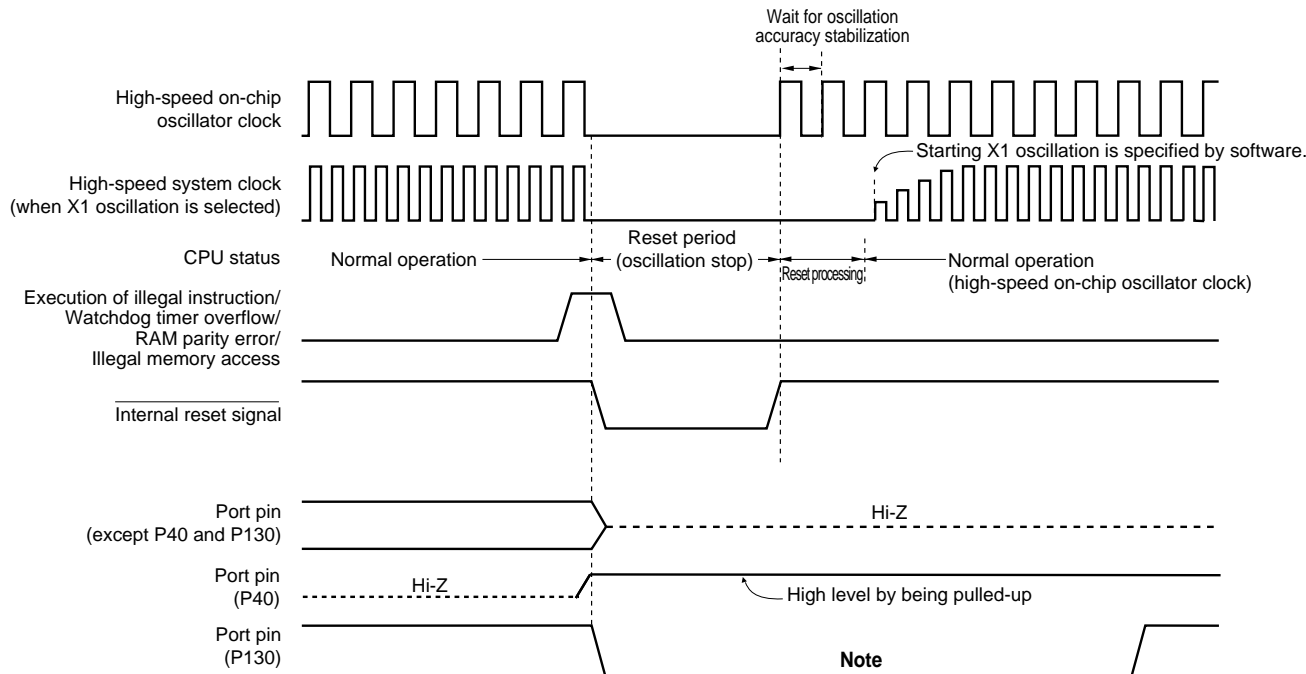 Wait for oscillation
accuracy stabilization
High-speed on-chip
oscillator clock
Starting X1 oscillation is specified by software.
High-speed system clock
(when X1 oscillation is selected)
CPU status
Normal operation
Reset period
(oscillation stop)
Reset processing
Normal operation
(high-speed on-chip oscillator clock)
Execution of illegal instruction/
Watchdog timer overflow/
RAM parity error/
Illegal memory access
Internal reset signal
Port pin
(except P40 and P130)
Hi-Z
Port pin
(P40)
Hi-Z
High level by being pulled-up
Port pin
(P130)
Note